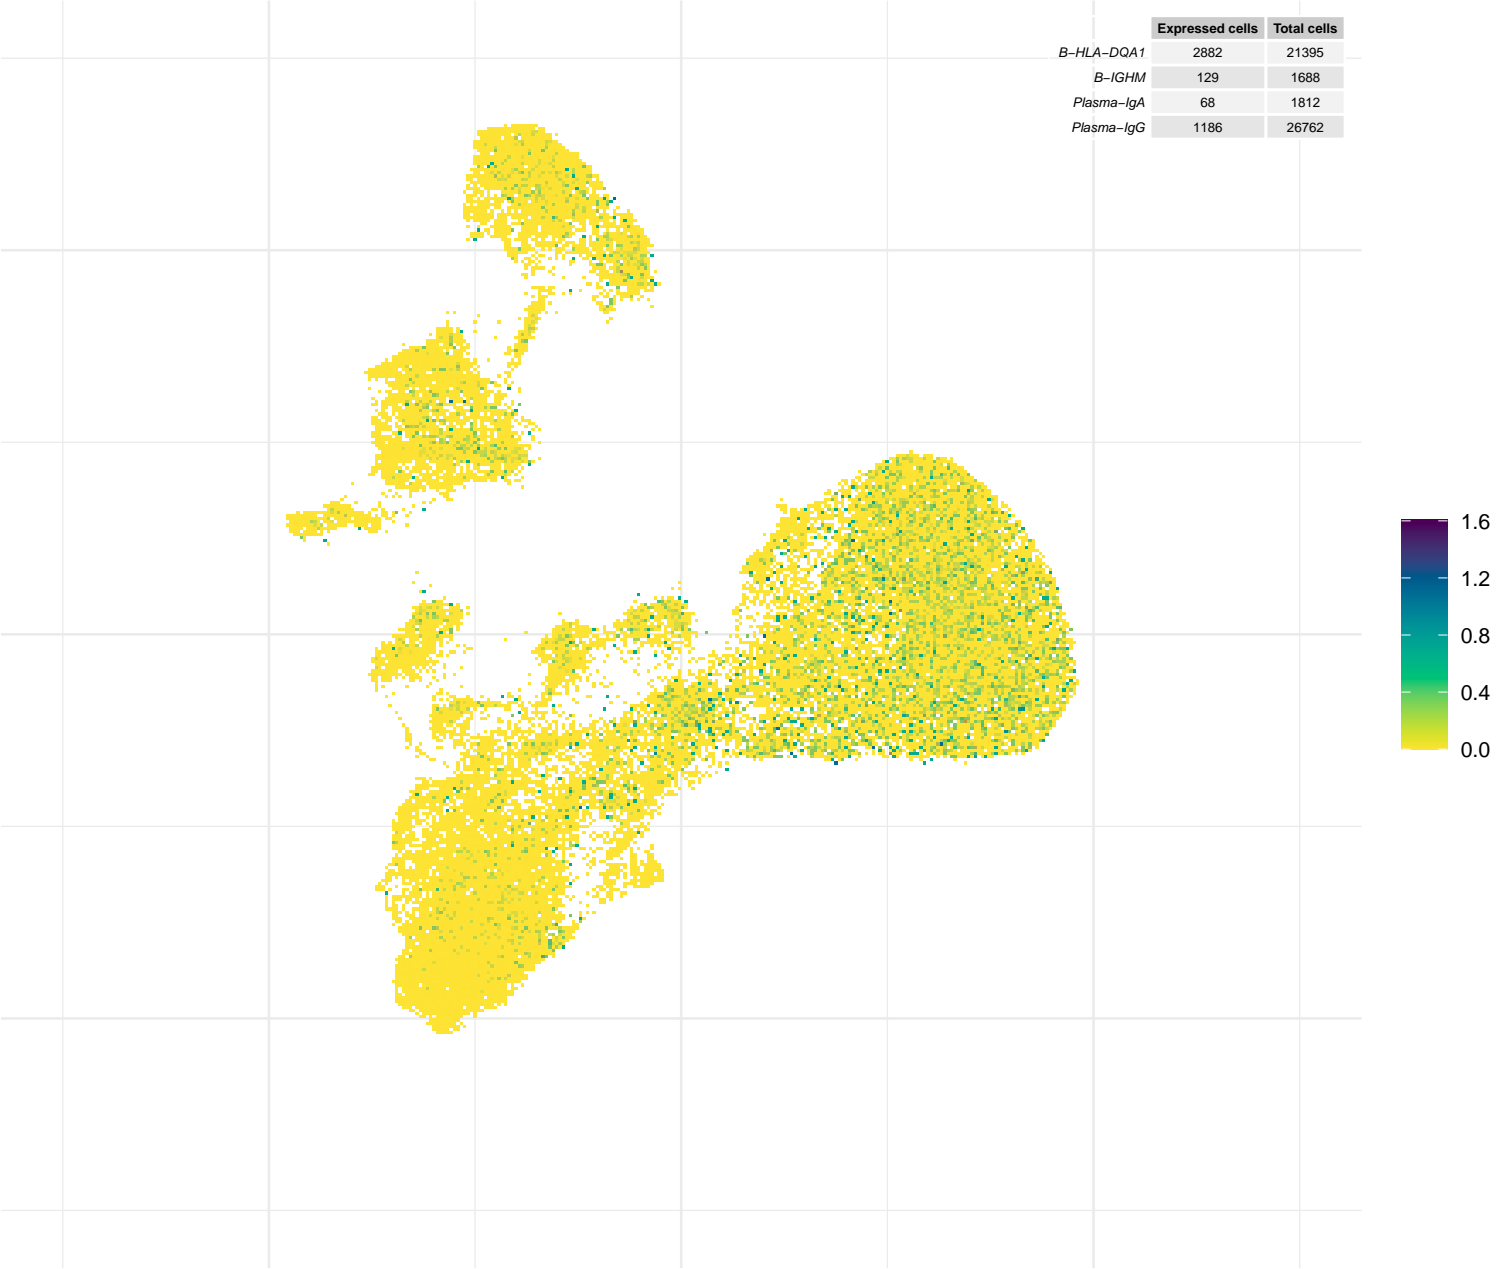 Expressed cells Total cells
B−HLA−DQA1 2882 21395
B−IGHM 129 1688
Plasma−IgA 68 1812
Plasma−IgG 1186 26762
1.6
1.2
0.8
0.4
0.0